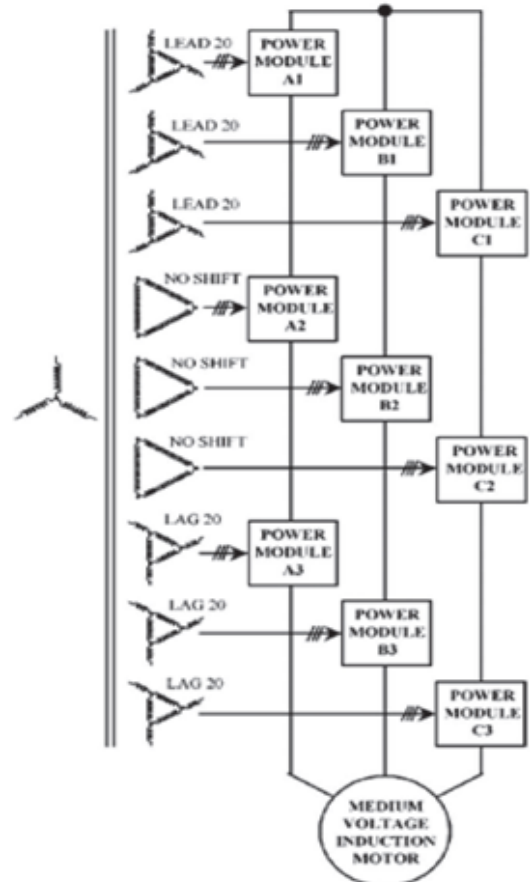 LEAD 20
POWER
MODULE
A1
LEAD 20
POWER
MODULE
B1
LEAD 20
POWER
MODULE
C1
NO SHIFT
POWER
MODULE
A2
NO SHIFT
POWER
MODULE
B2
NO SHIFT
POWER
MODULE
C2
LAG 20
POWER
MODULE
A3
LAG 20
POWER
MODULE
B3
LAG 20
POWER
MODULE
C3
MEDIUM
VOLTAGE
INDUCTION
MOTOR